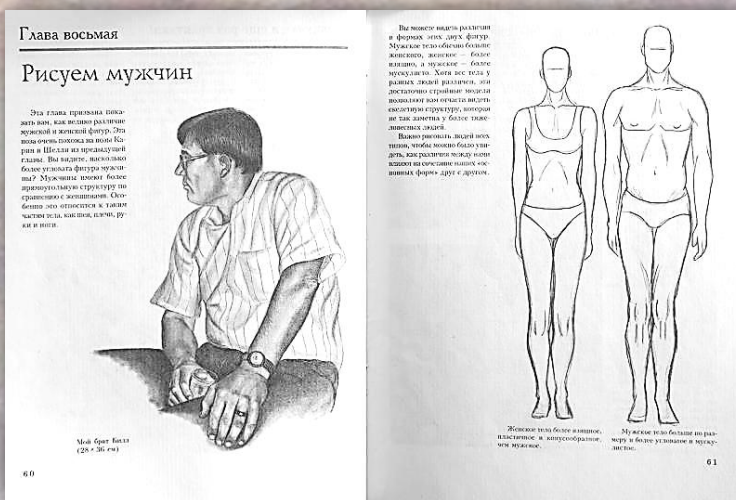 Глава восьмая
Рисуем мужчин
Эта глава призвана пока-
зать вам, как велико различие
мужской и женской фигур. Эта
поза очень похожа на позы Ка-
рин и Шелли из предыдущей
главы. Вы видите, насколько
более угловата фигура мужчи-
ны? Мужчины имеют более
прямоугольную структуру по
сравнению с женщинами. Осо-
бенно это относится к таким
частям тела, как шея, плечи, ру-
ки и ноги.
Мой брат Билл
(28 × 36 см)
60
Вы можете видеть различия
в формах этих двух фигур.
Мужское тело обычно больше
женского, женское — более
изящно, а мужское — более
мускулисто. Хотя вес тела у
разных людей различен, эти
достаточно стройные модели
позволяют вам отчасти видеть
скелетную структуру, которая
не так заметна у более тяже-
ловесных людей.
Важно рисовать людей всех
типов, чтобы можно было уви-
деть, как различия между ними
влияют на сочетание наших «ос-
новных форм» друг с другом.
Женское тело более изящное,
пластичное и конусообразное,
чем мужское.
Мужское тело больше по раз-
меру и более угловатое и муску-
листое.
61